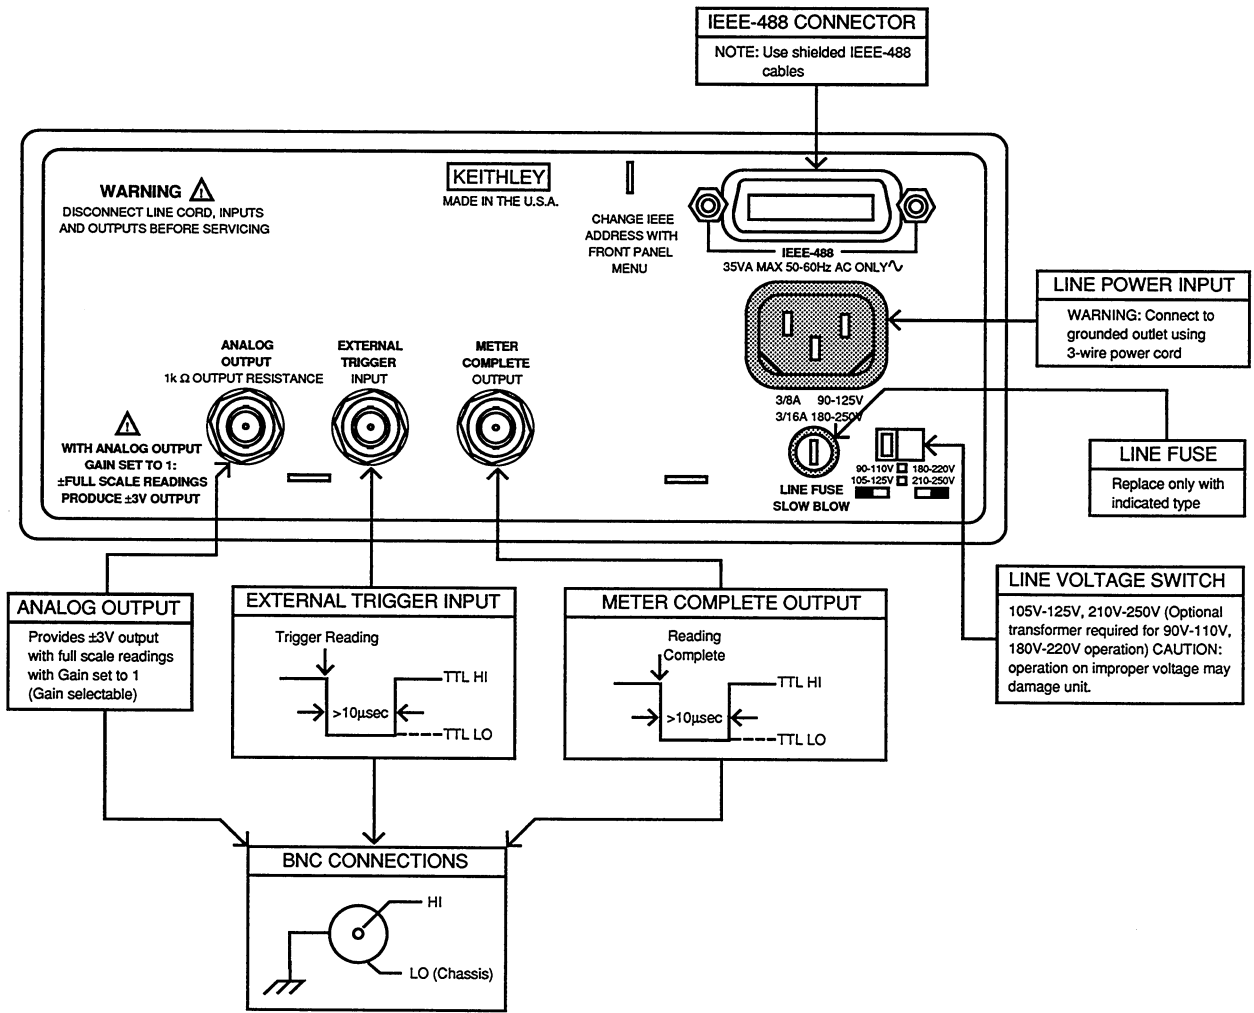 IEEE-488 CONNECTOR
NOTE: Use shielded IEEE-488
cables
WARNING
DISCONNECT LINE CORD, INPUTS
AND OUTPUTS BEFORE SERVICING
KEITHLEY
MADE IN THE U.S.A.
CHANGE IEEE
ADDRESS WITH
FRONT PANEL
MENU
IEEE-488
35VA MAX 50-60Hz AC ONLY
LINE POWER INPUT
WARNING: Connect to
grounded outlet using
3-wire power cord
ANALOG
OUTPUT
1k Ω OUTPUT RESISTANCE
EXTERNAL
TRIGGER
INPUT
METER
COMPLETE
OUTPUT
3/8A 90-125V
3/16A 180-250V
WITH ANALOG OUTPUT
GAIN SET TO 1:
±FULL SCALE READINGS
PRODUCE ±3V OUTPUT
LINE FUSE
SLOW BLOW
90-110V 180-220V
105-125V 210-250V
LINE FUSE
Replace only with
indicated type
LINE VOLTAGE SWITCH
105V-125V, 210V-250V (Optional
transformer required for 90V-110V,
180V-220V operation) CAUTION:
operation on improper voltage may
damage unit.
ANALOG OUTPUT
Provides ±3V output
with full scale readings
with Gain set to 1
(Gain selectable)
EXTERNAL TRIGGER INPUT
Trigger Reading
TTL HI
>10µsec
TTL LO
METER COMPLETE OUTPUT
Reading
Complete
TTL HI
>10µsec
TTL LO
BNC CONNECTIONS
HI
LO (Chassis)